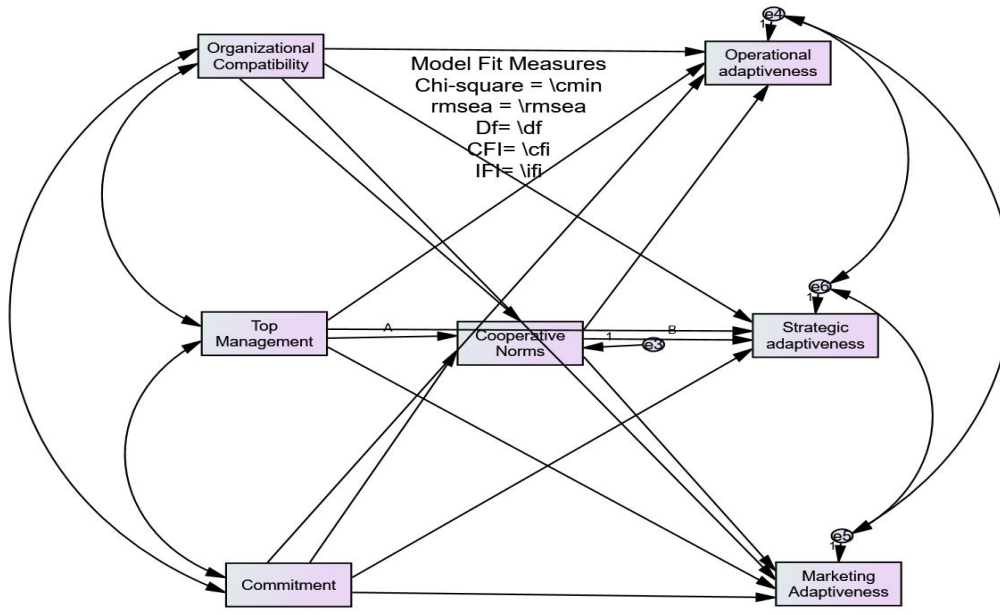 e4
1
Organizational
Compatibility
Operational
adaptiveness
Model Fit Measures
Chi-square = \cmin
rmsea = \rmsea
Df= \df
CFI= \cfi
IFI= \ifi
e6
1
Top
Management
A
Cooperative
Norms
1
e3
B
Strategic
adaptiveness
e5
1
Commitment
Marketing
Adaptiveness